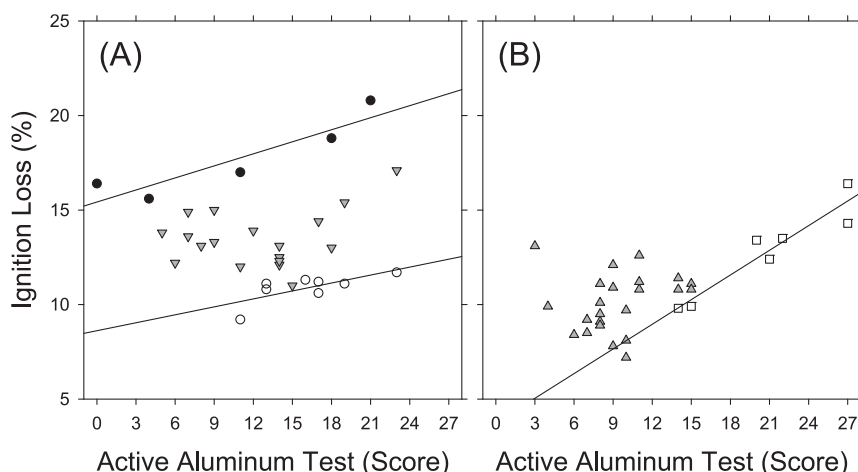 (A)
(B)
Ignition Loss (%)
25
20
15
10
5
0 3 6 9 12 15 18 21 24 27
0 3 6 9 12 15 18 21 24 27
Active Aluminum Test (Score)
Active Aluminum Test (Score)